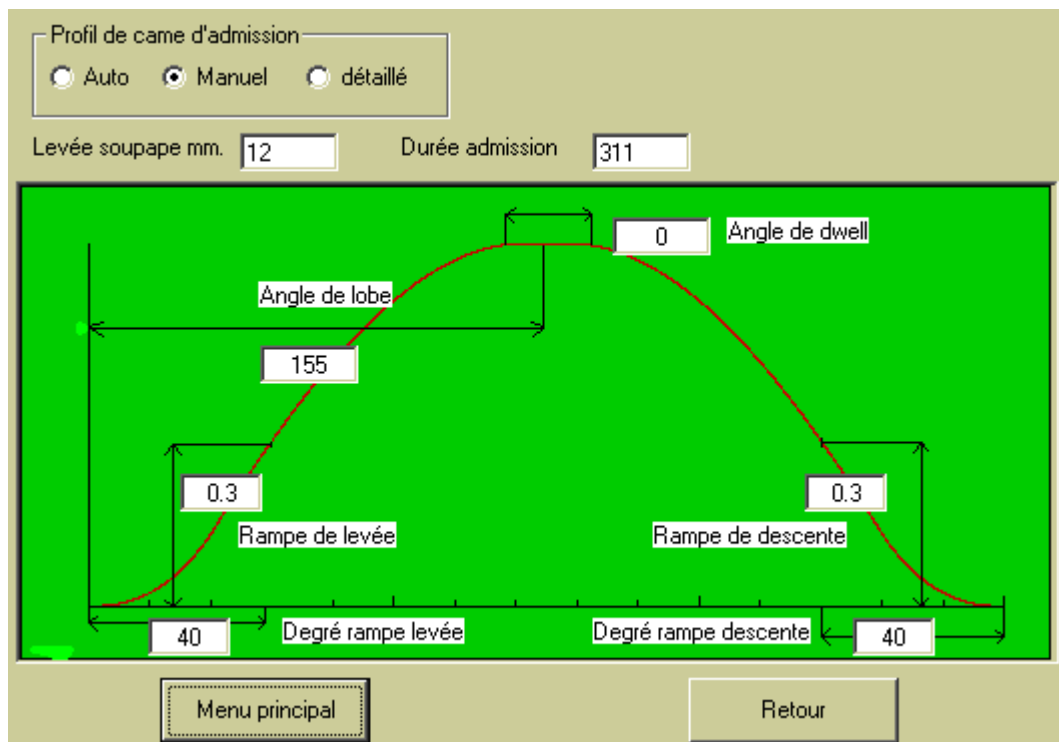 Profil de came d'admission
Auto Manuel détaillé
Levée soupape mm. 12 Durée admission 311
0 Angle de dwell
Angle de lobe
155
0.3 0.3
Rampe de levée Rampe de descente
40 Degré rampe levée Degré rampe descente 40
Menu principal Retour